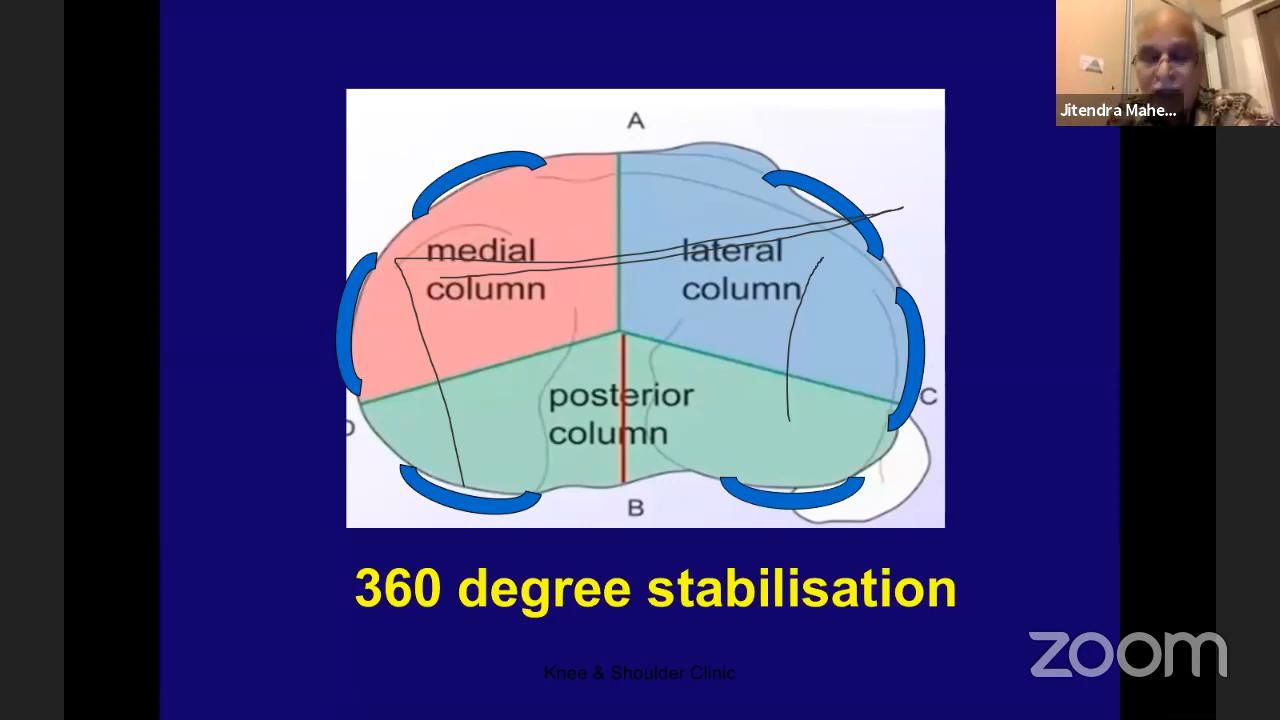 Jitendra Mahe...
A
medial
column
lateral
column
posterior
column
C
D
B
360 degree stabilisation
Knee & Shoulder Clinic
zoom